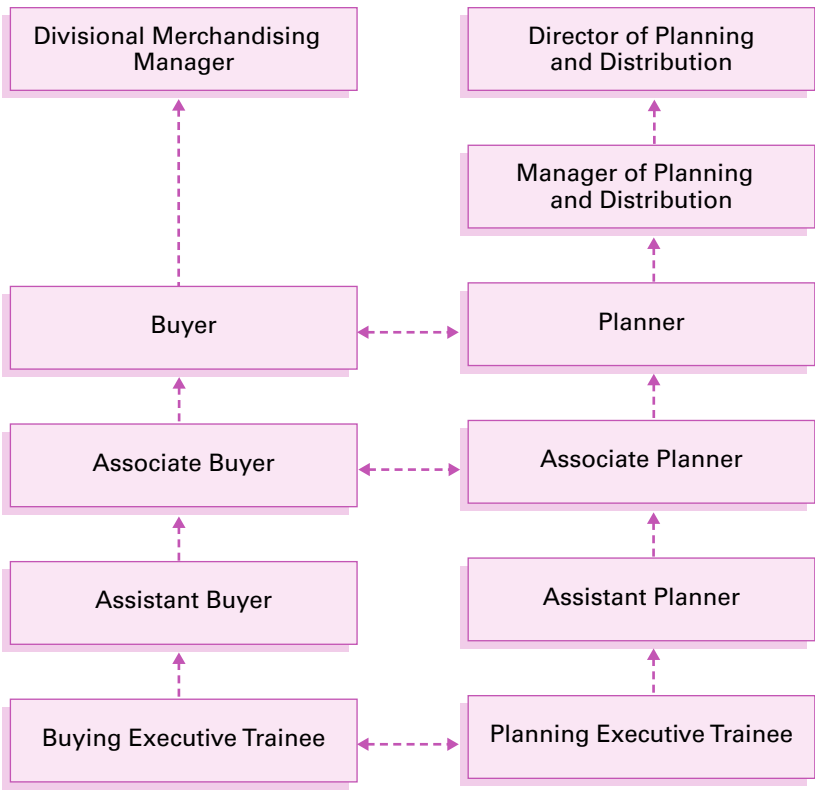 Divisional Merchandising
Manager
Director of Planning
and Distribution
Manager of Planning
and Distribution
Buyer
Planner
Associate Buyer
Associate Planner
Assistant Buyer
Assistant Planner
Buying Executive Trainee
Planning Executive Trainee